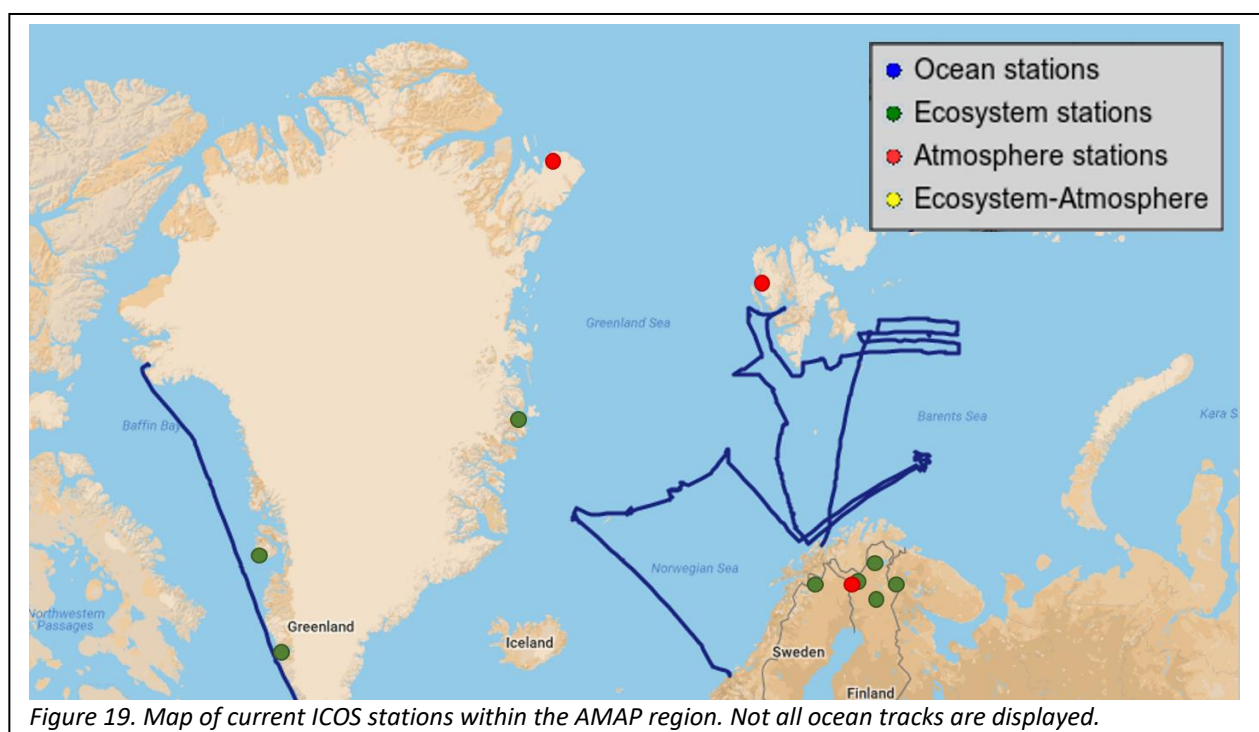 Ocean stations
Ecosystem stations
Atmosphere stations
Ecosystem-Atmosphere
Greenland Sea
Barents Sea
Kara S
Baffin Bay
Norwegian Sea
Northwestern
Passages
Greenland
Iceland
Sweden
Finland
Figure 19. Map of current ICOS stations within the AMAP region. Not all ocean tracks are displayed.